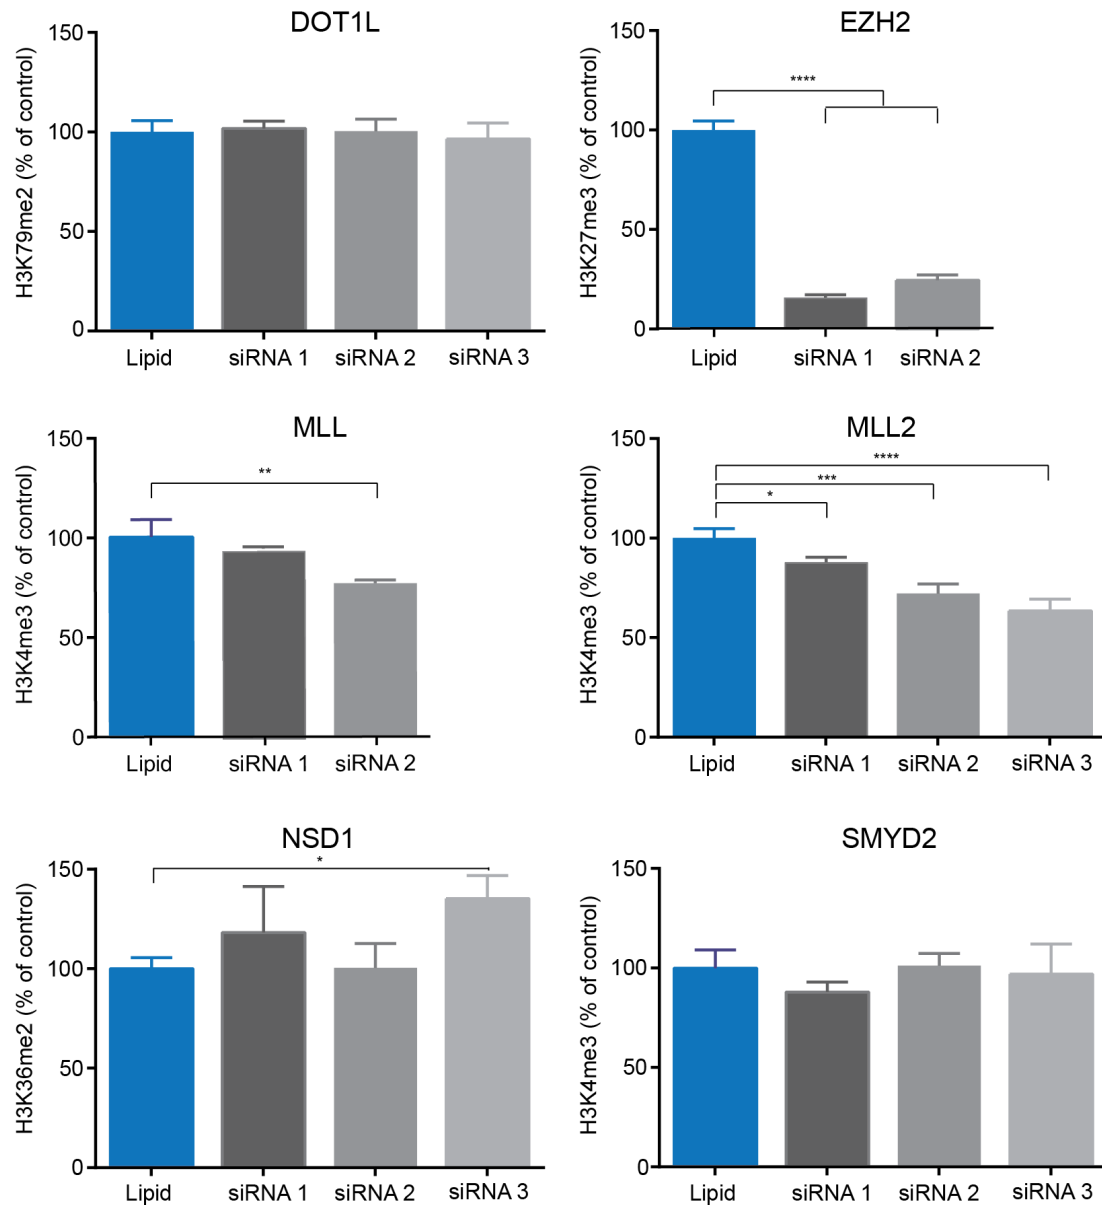 DOT1L
H3K79me2 (% of control)
150
100
50
0
Lipid siRNA 1 siRNA 2 siRNA 3
EZH2
H3K27me3 (% of control)
150
100
50
0
****
Lipid siRNA 1 siRNA 2
MLL
H3K4me3 (% of control)
150
100
50
0
**
Lipid siRNA 1 siRNA 2
MLL2
H3K4me3 (% of control)
150
100
50
0
****
***
*
Lipid siRNA 1 siRNA 2 siRNA 3
NSD1
H3K36me2 (% of control)
150
100
50
0
*
Lipid siRNA 1 siRNA 2 siRNA 3
SMYD2
H3K4me3 (% of control)
150
100
50
0
Lipid siRNA 1 siRNA 2 siRNA 3